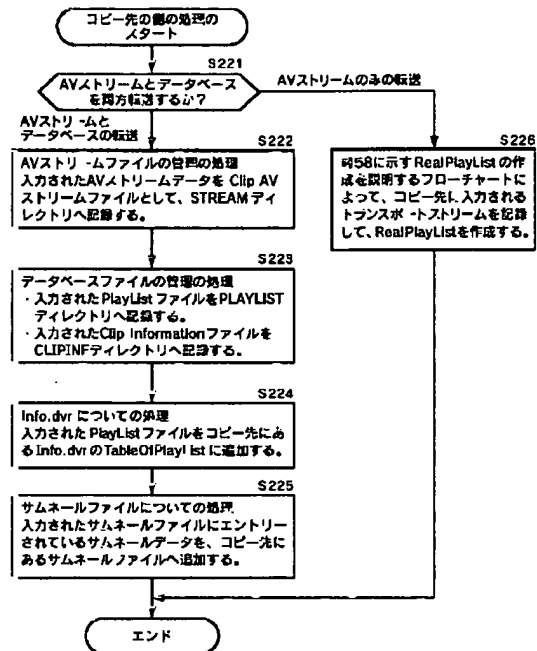 コピー先の側の処理の
スタート
S221
AVストリームとデータベース
を両方転送するか？
AVストリームのみの転送
AVストリームと
データベースの転送
S222
AVストリームファイルの管理の処理
入力されたAVストリームデータを Clip AV
ストリームファイルとして、STREAM ディ
レクトリへ記録する。
S226
図58に示す RealPlayList の作
成を説明するフローチャートに
よって、コピー先に入力される
トランスポートストリームを記録
して、RealPlayListを作成する。
S223
データベースファイルの管理の処理
・入力された PlayList ファイルをPLAYLIST
ディレクトリへ記録する。
・入力されたClip Informationファイルを
CLIPINFディレクトリへ記録する。
S224
Info.dvr についての処理
入力された PlayList ファイルをコピー先にあ
る Info.dvr のTableOfPlayList に追加する。
S225
サムネールファイルについての処理
入力されたサムネールファイルにエントリー
されているサムネールデータを、コピー先に
あるサムネールファイルへ追加する。
エンド